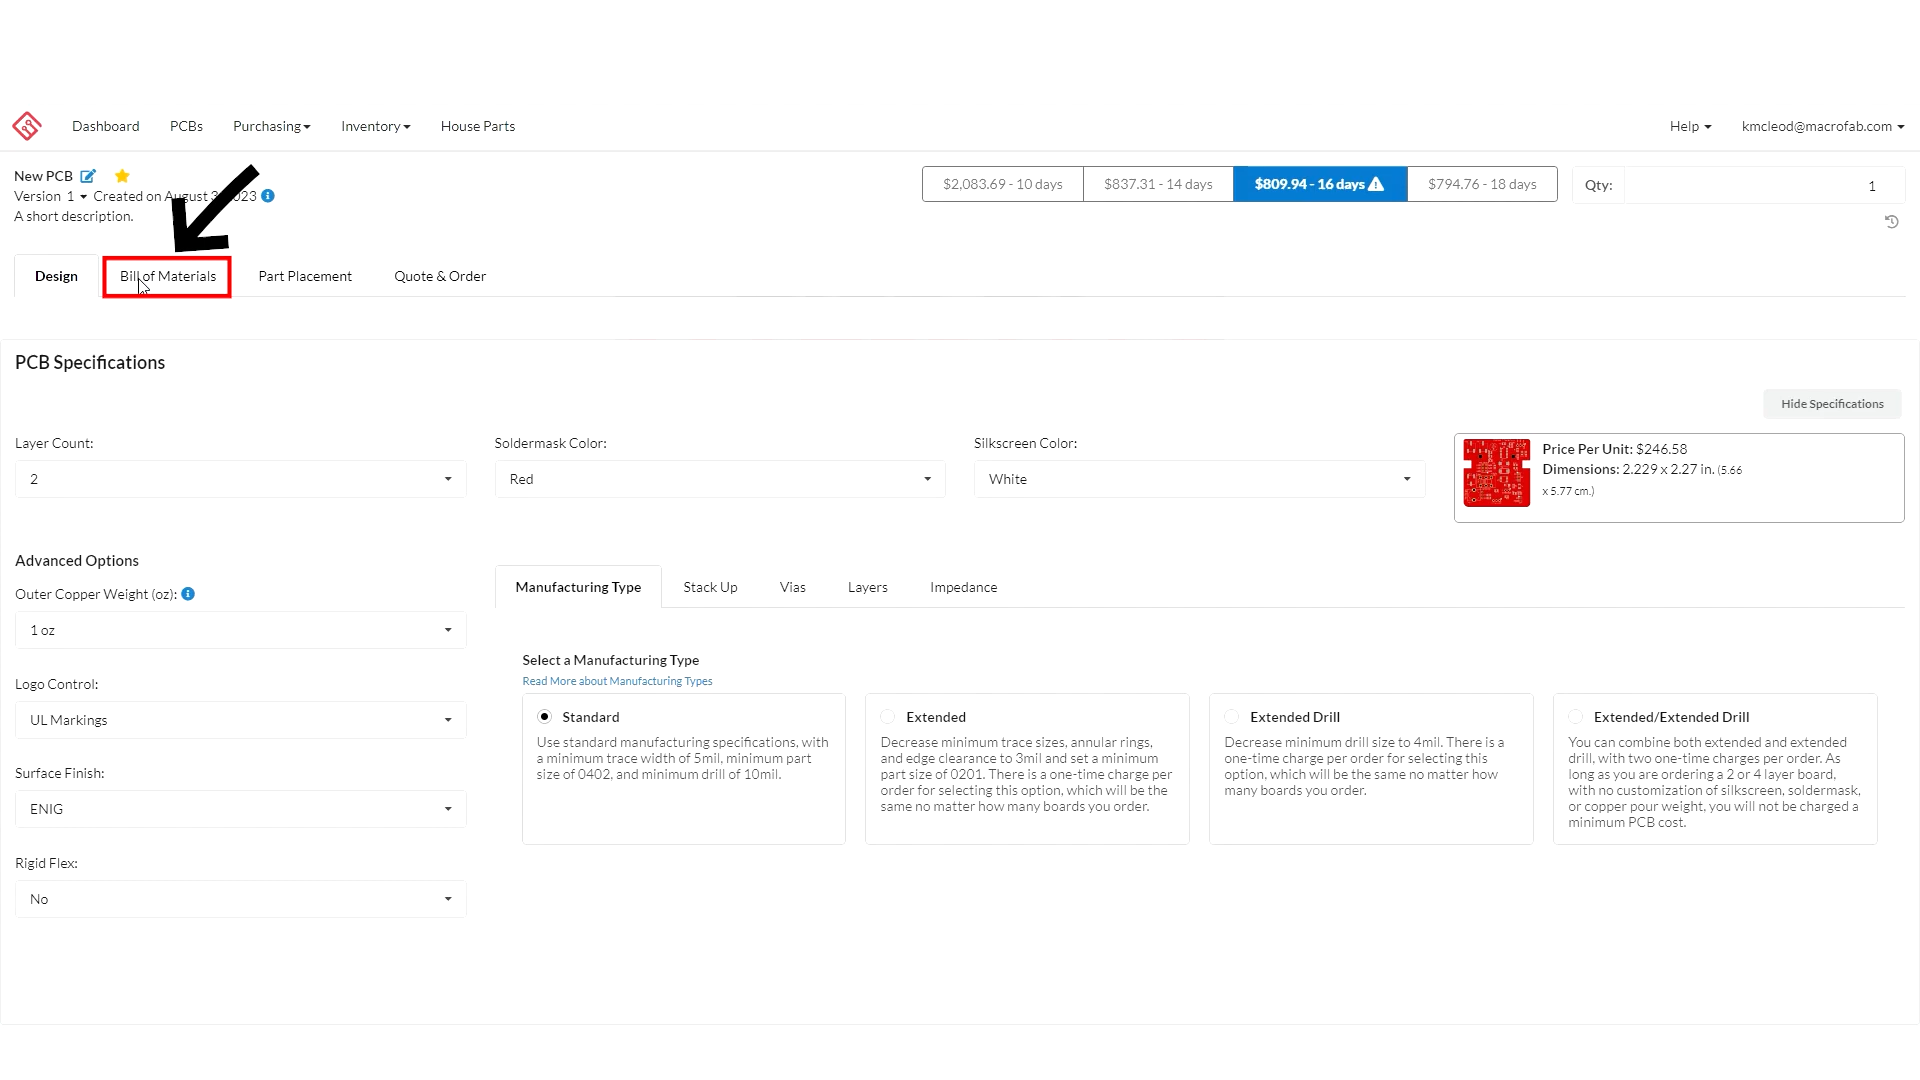 Dashboard PCBs Purchasing Inventory House Parts Help kmcleod@macrofab.com
New PCB
$2,083.69 - 10 days $837.31 - 14 days $809.94 - 16 days $794.76 - 18 days Qty: 1
Version 1 Created on August 023
A short description.
Design Bill of Materials Part Placement Quote & Order
PCB Specifications
Hide Specifications
Layer Count: Soldermask Color: Silkscreen Color:
2 Red White
Price Per Unit: $246.58
Dimensions: 2.229 x 2.27 in. (5.66
x 5.77 cm.)
Advanced Options
Outer Copper Weight (oz):
1 oz
Logo Control:
UL Markings
Surface Finish:
ENIG
Rigid Flex:
No
Manufacturing Type Stack Up Vias Layers Impedance
Select a Manufacturing Type
Read More about Manufacturing Types
Standard
Use standard manufacturing specifications, with
a minimum trace width of 5mil, minimum part
size of 0402, and minimum drill of 10mil.
Extended
Decrease minimum trace sizes, annular rings,
and edge clearance to 3mil and set a minimum
part size of 0201. There is a one-time charge per
order for selecting this option, which will be the
same no matter how many boards you order.
Extended Drill
Decrease minimum drill size to 4mil. There is a
one-time charge per order for selecting this
option, which will be the same no matter how
many boards you order.
Extended/Extended Drill
You can combine both extended and extended
drill, with two one-time charges per order. As
long as you are ordering a 2 or 4 layer board,
with no customization of silkscreen, soldermask,
or copper pour weight, you will not be charged a
minimum PCB cost.